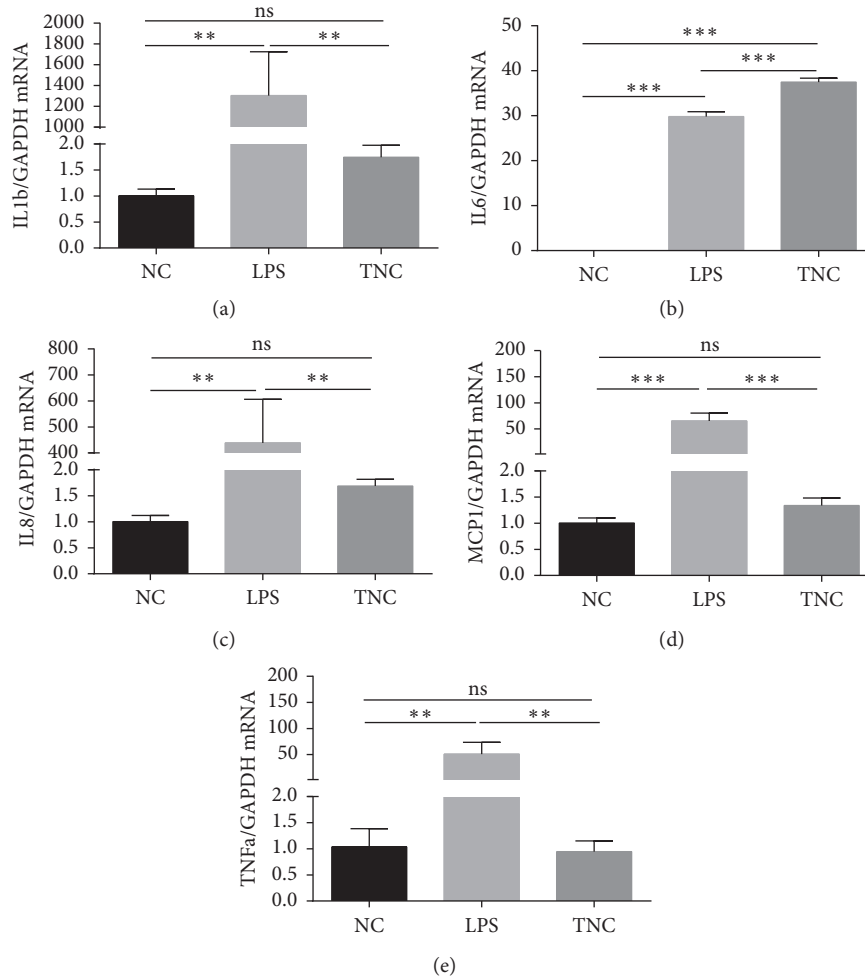 ns
** **
2000
1800
1600
1400
1200
1000
2.0
1.5
1.0
0.5
0.0
IL1b/GAPDH mRNA
NC LPS TNC
(a)
***
***
***
60
50
40
30
20
10
0
IL6/GAPDH mRNA
NC LPS TNC
(b)
ns
** **
800
700
600
500
400
2.0
1.5
1.0
0.5
0.0
IL8/GAPDH mRNA
NC LPS TNC
(c)
ns
*** ***
200
150
100
50
2.0
1.5
1.0
0.5
0.0
MCP1/GAPDH mRNA
NC LPS TNC
(d)
ns
** **
200
150
100
50
2.0
1.5
1.0
0.5
0.0
TNFa/GAPDH mRNA
NC LPS TNC
(e)